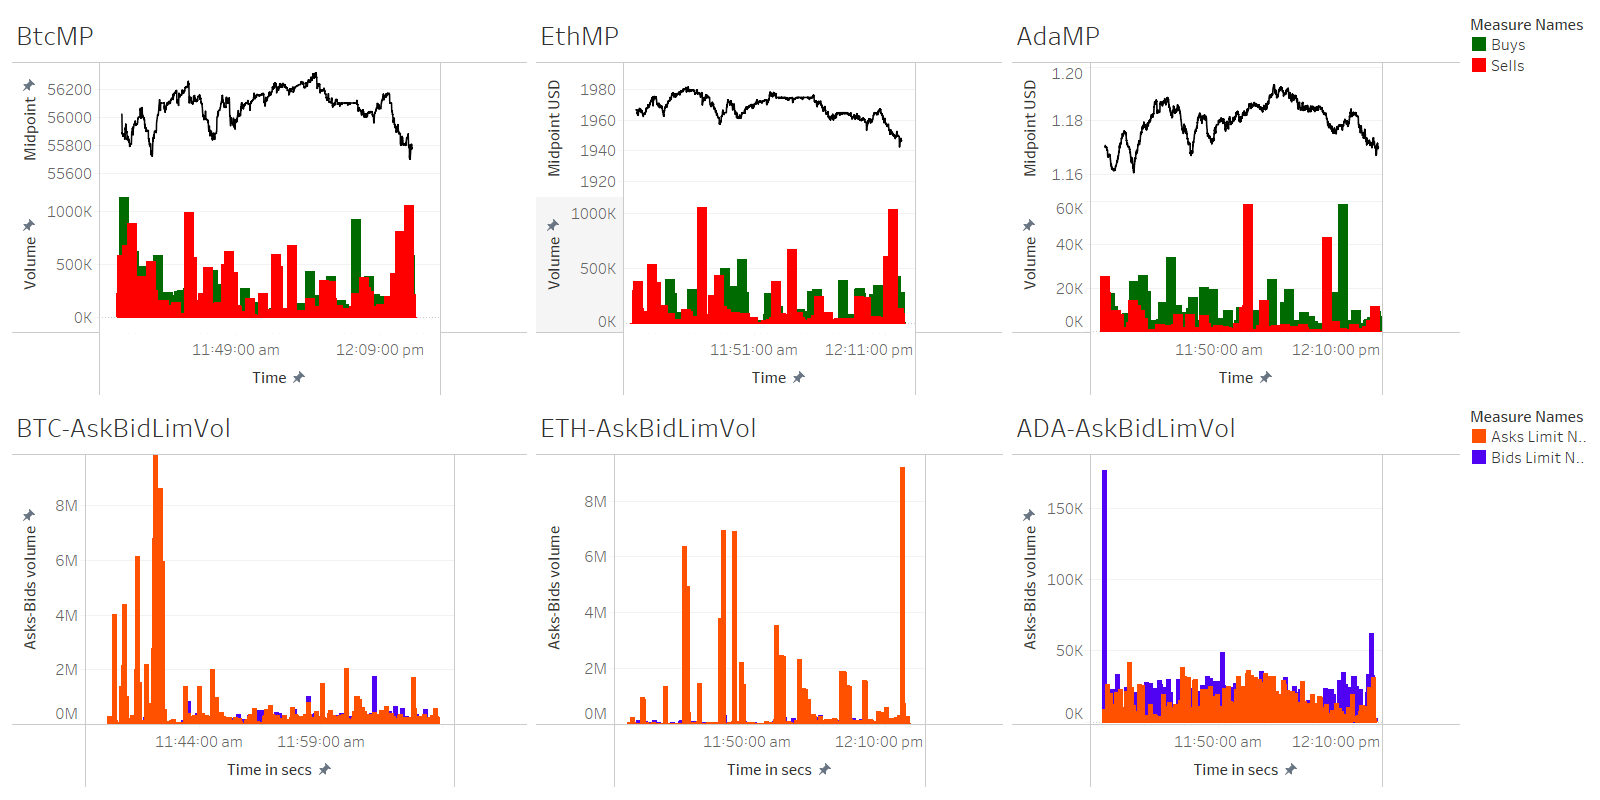 BtcMP
EthMP
AdaMP
Measure Names
Buys
Sells
Midpoint
56200
56000
55800
55600
Volume
1000K
500K
0K
11:49:00 am
12:09:00 pm
Time
Midpoint USD
1980
1960
1940
1920
Volume
1000K
500K
0K
11:51:00 am
12:11:00 pm
Time
Midpoint USD
1.20
1.18
1.16
Volume
60K
40K
20K
0K
11:50:00 am
12:10:00 pm
Time
BTC-AskBidLimVol
ETH-AskBidLimVol
ADA-AskBidLimVol
Measure Names
Asks Limit N..
Bids Limit N..
Asks-Bids volume
8M
6M
4M
2M
0M
11:44:00 am
11:59:00 am
Time in secs
Asks-Bids volume
8M
6M
4M
2M
0M
11:50:00 am
12:10:00 pm
Time in secs
Asks-Bids volume
150K
100K
50K
0K
11:50:00 am
12:10:00 pm
Time in secs